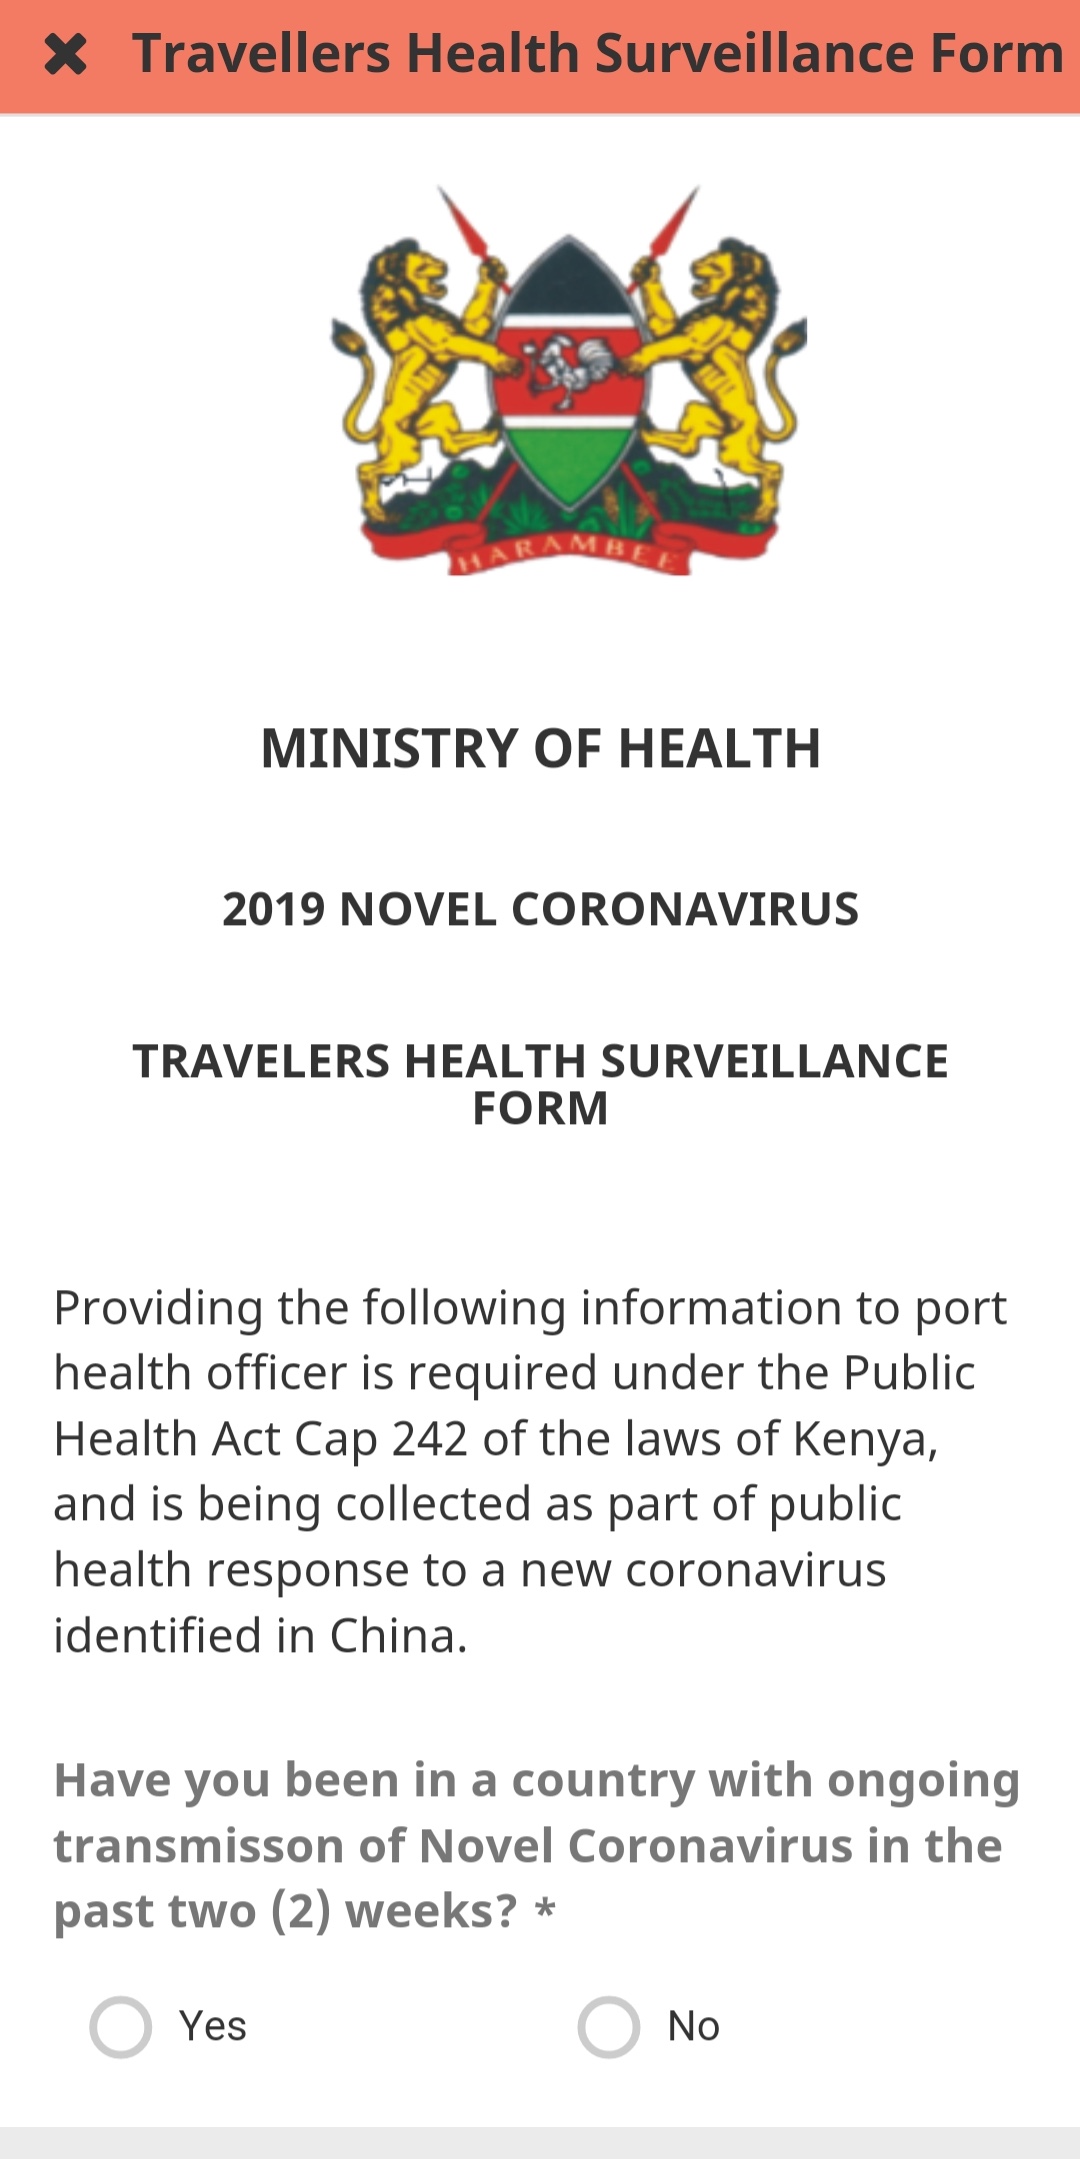 Travellers Health Surveillance Form
HARAMBEE
MINISTRY OF HEALTH
2019 NOVEL CORONAVIRUS
TRAVELERS HEALTH SURVEILLANCE
FORM
Providing the following information to port
health officer is required under the Public
Health Act Cap 242 of the laws of Kenya,
and is being collected as part of public
health response to a new coronavirus
identified in China.
Have you been in a country with ongoing
transmisson of Novel Coronavirus in the
past two (2) weeks? *
Yes No